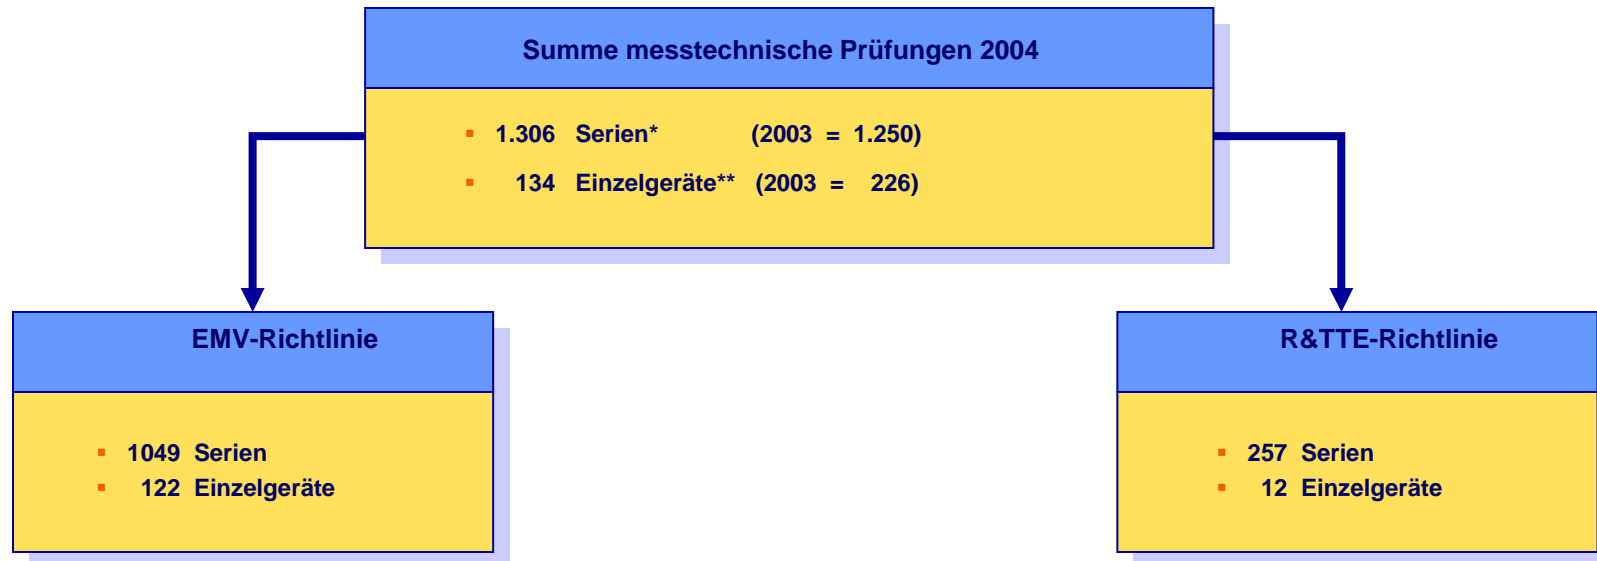 Summe messtechnische Prüfungen 2004
▪ 1.306 Serien* (2003 = 1.250)
▪ 134 Einzelgeräte** (2003 = 226)
EMV-Richtlinie
▪ 1049 Serien
▪ 122 Einzelgeräte
R&TTE-Richtlinie
▪ 257 Serien
▪ 12 Einzelgeräte